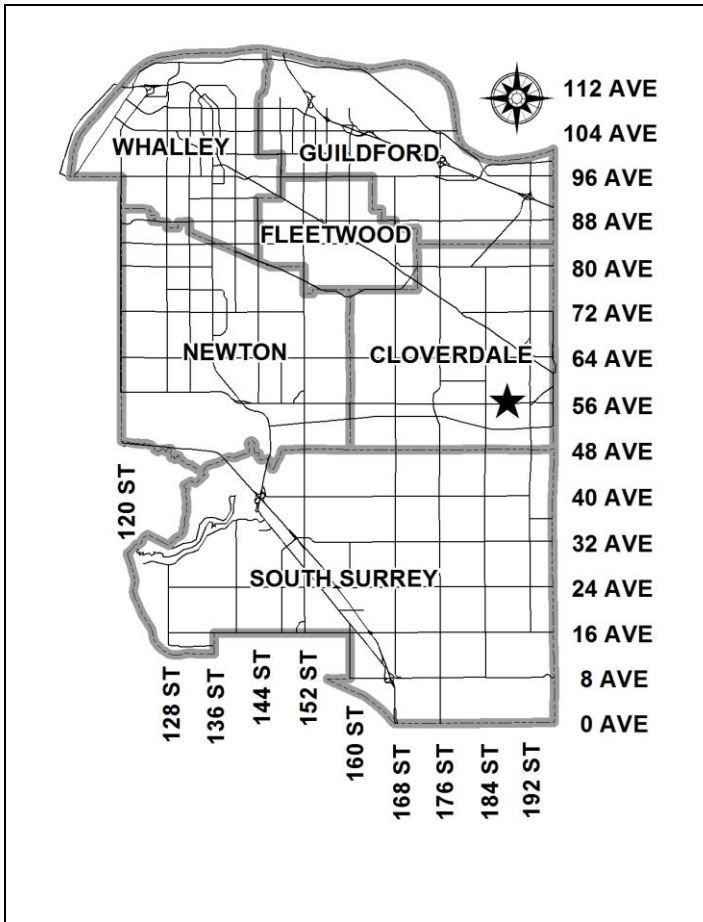 112 AVE
104 AVE
WHALLEY
GUILDFORD
96 AVE
88 AVE
FLEETWOOD
80 AVE
72 AVE
NEWTON
CLOVERDALE
64 AVE
56 AVE
48 AVE
120 ST
40 AVE
32 AVE
SOUTH SURREY
24 AVE
16 AVE
8 AVE
0 AVE
128 ST
136 ST
144 ST
152 ST
160 ST
168 ST
176 ST
184 ST
192 ST